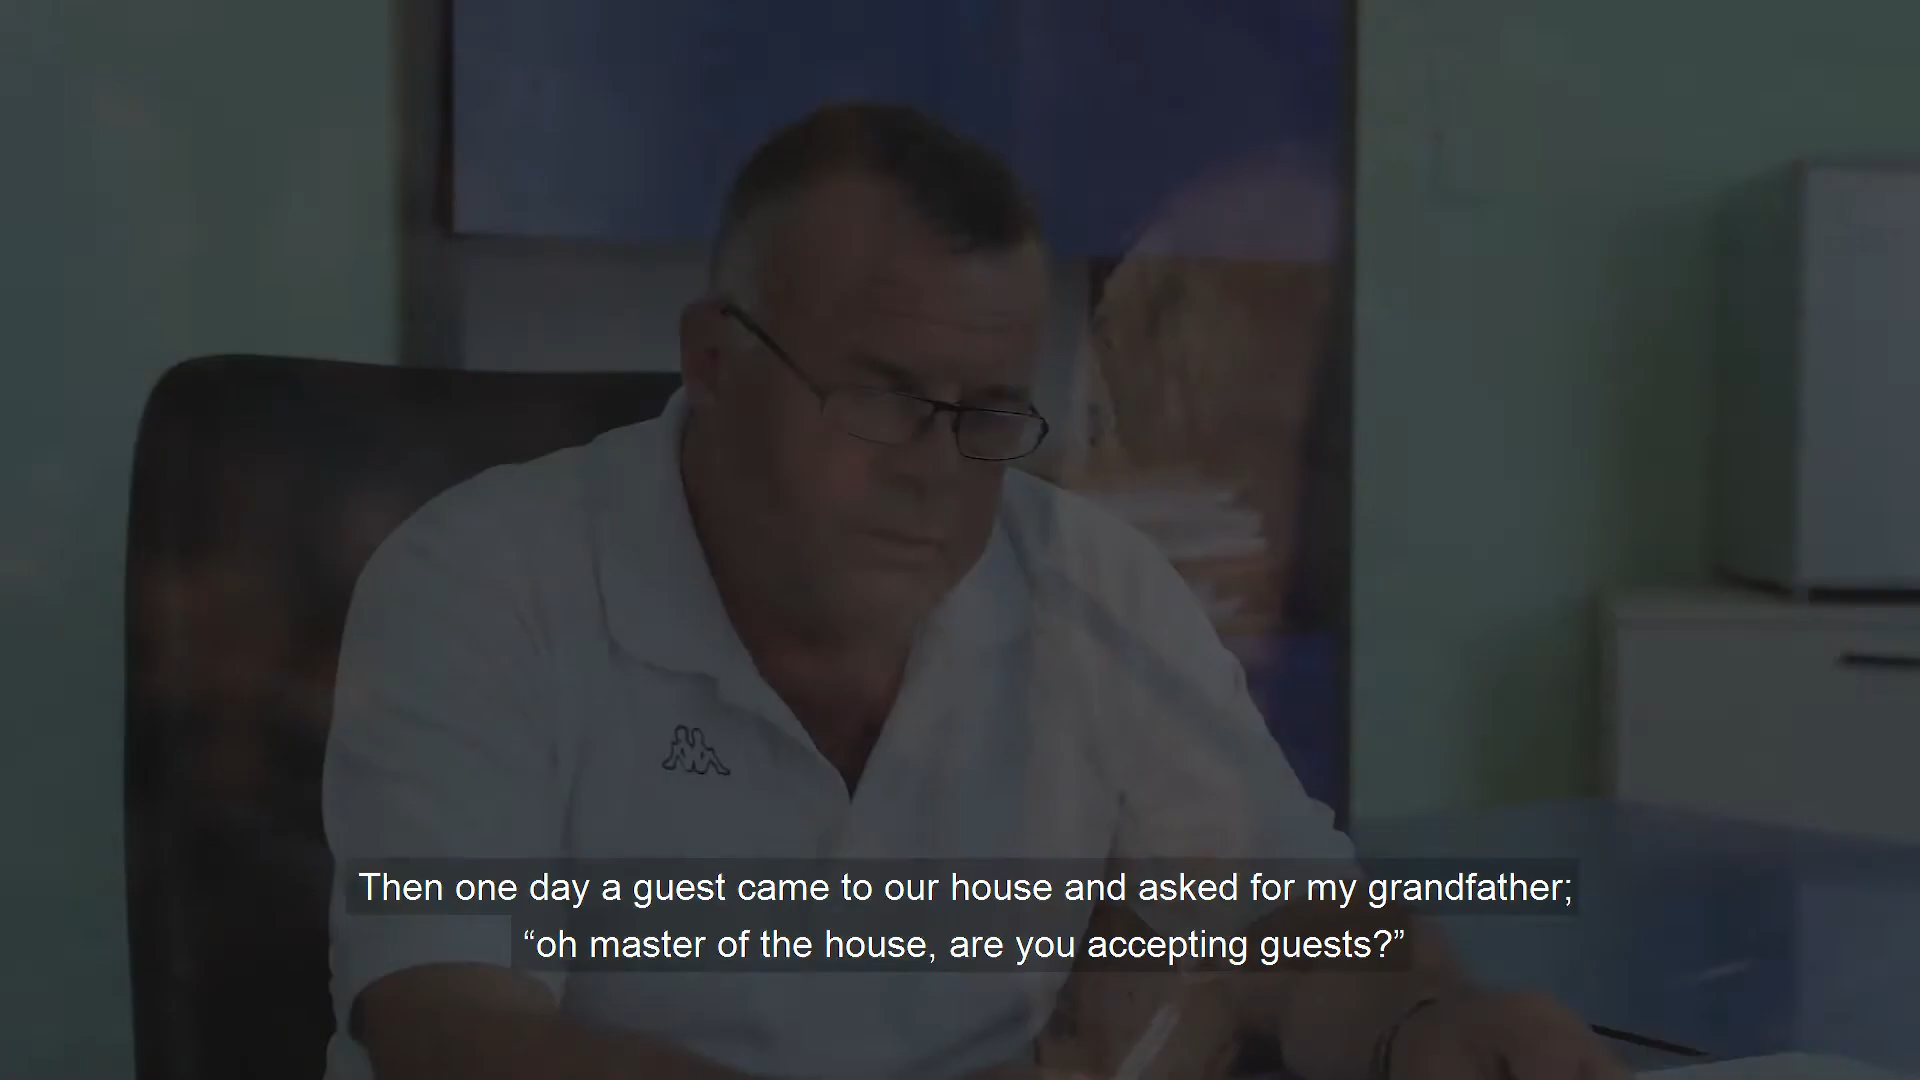 Then one day a guest came to our house and asked for my grandfather;
“oh master of the house, are you accepting guests?”